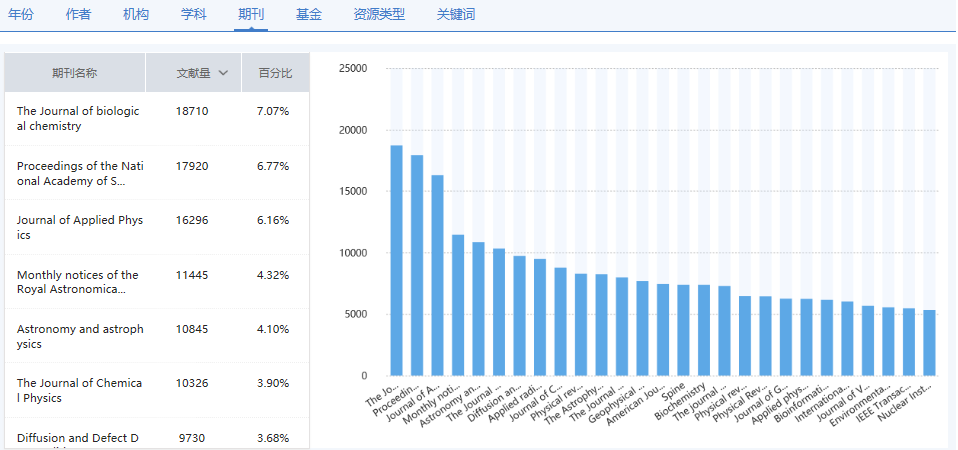 年份 作者 机构 学科 期刊 基金 资源类型 关键词
期刊名称 文献量 百分比
The Journal of biologic
al chemistry
18710 7.07%
Proceedings of the Nati
onal Academy of S...
17920 6.77%
Journal of Applied Phys
ics
16296 6.16%
Monthly notices of the
Royal Astronomica...
11445 4.32%
Astronomy and astroph
ysics
10845 4.10%
The Journal of Chemica
l Physics
10326 3.90%
Diffusion and Defect D
9730 3.68%
25000
20000
15000
10000
5000
0
The Jo...
Proceedin...
Journal of A...
Monthly noti...
Astronomy an...
The Journal ...
Diffusion an...
Applied radi...
Journal of C...
Physical rev...
The Astrophy...
The Journal ...
Geophysical ...
American Jou...
Spine
Biochemistry
The Journal ...
Physical rev...
Physical Rev...
Journal of G...
Applied phys...
Bioinformati...
Internationa...
Journal of V...
Environmenta...
IEEE Transac...
Nuclear Inst...